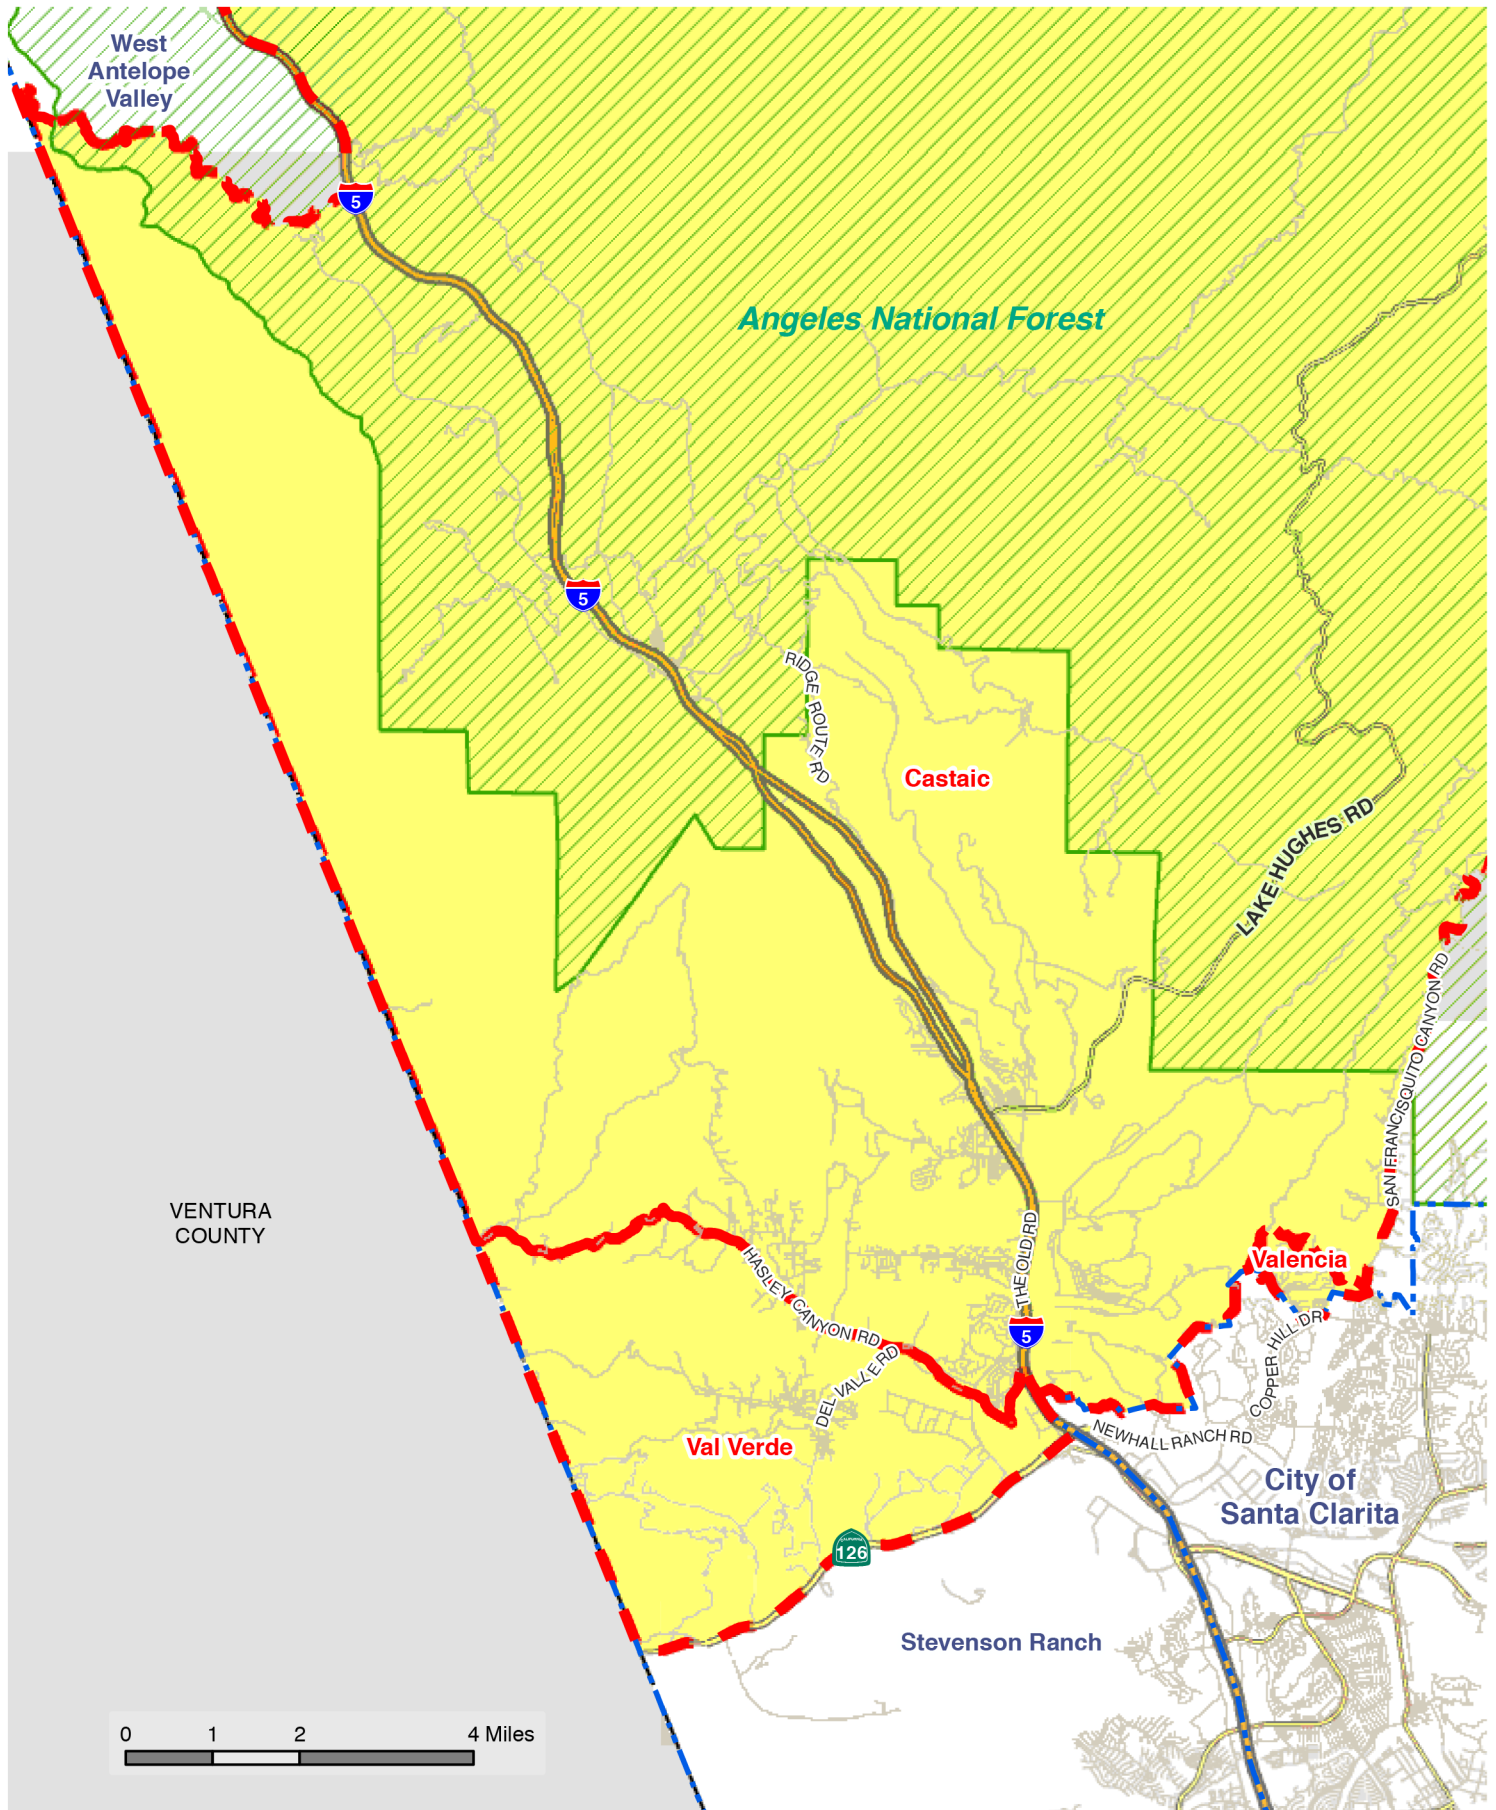 West
Antelope
Valley
5
Angeles National Forest
5
RIDGE ROUTE RD
Castaic
LAKE HUGHES RD
SAN FRANCISQUITO CANYON RD
VENTURA
COUNTY
THE OLD RD
Valencia
HASLEY CANYON RD
5
COPPER HILL DR
DEL VALLE RD
NEWHALL RANCH RD
Val Verde
City of
Santa Clarita
CALIFORNIA
126
Stevenson Ranch
0 1 2 4 Miles